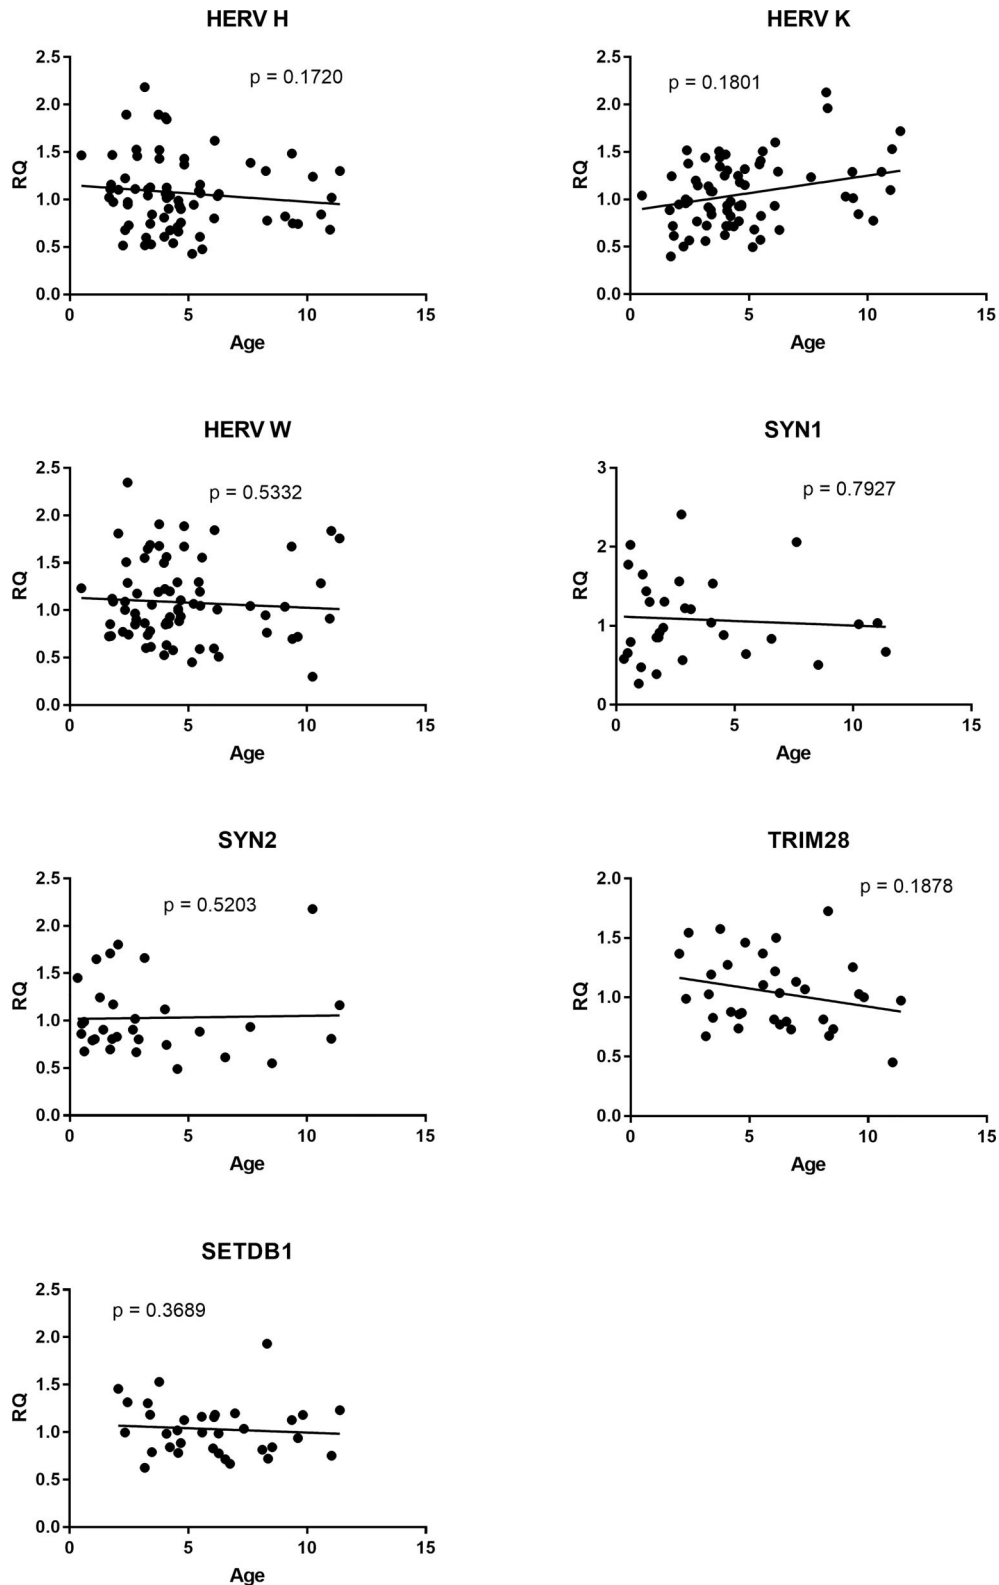 HERV H
p = 0.1720
RQ
2.5
2.0
1.5
1.0
0.5
0.0
0 5 10 15
Age
HERV K
p = 0.1801
RQ
2.5
2.0
1.5
1.0
0.5
0.0
0 5 10 15
Age
HERV W
p = 0.5332
RQ
2.5
2.0
1.5
1.0
0.5
0.0
0 5 10 15
Age
SYN1
p = 0.7927
RQ
3
2
1
0
0 5 10 15
Age
SYN2
p = 0.5203
RQ
2.5
2.0
1.5
1.0
0.5
0.0
0 5 10 15
Age
TRIM28
p = 0.1878
RQ
2.0
1.5
1.0
0.5
0.0
0 5 10 15
Age
SETDB1
p = 0.3689
RQ
2.5
2.0
1.5
1.0
0.5
0.0
0 5 10 15
Age